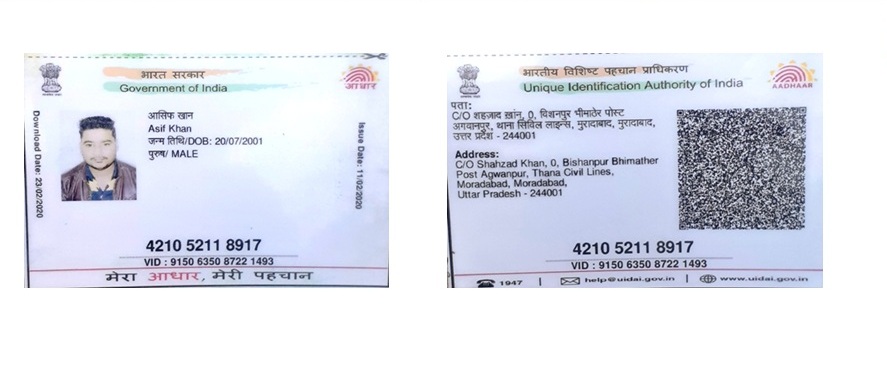 भारत सरकार
Government of India
आधार
Download Date: 23/02/2020
आसिफ खान
Asif Khan
जन्म तिथि/DOB: 20/07/2001
पुरुष/ MALE
Issue Date: 11/02/2020
4210 5211 8917
VID : 9150 6350 8722 1493
मेरा आधार, मेरी पहचान
भारतीय विशिष्ट पहचान प्राधिकरण
Unique Identification Authority of India
AADHAAR
पता:
C/O शहजाद खान, 0, विशनपुर भीमाठेर पोस्ट
अगवानपुर, थाना सिविल लाइन्स, मुरादाबाद, मुरादाबाद,
उत्तर प्रदेश - 244001
Address:
C/O Shahzad Khan, 0, Bishanpur Bhimather
Post Agwanpur, Thana Civil Lines,
Moradabad, Moradabad,
Uttar Pradesh - 244001
4210 5211 8917
VID : 9150 6350 8722 1493
1947 | help@uidai.gov.in | www.uidai.gov.in